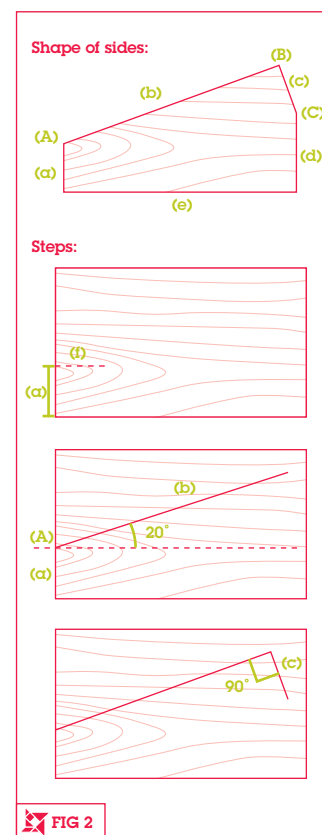 Shape of sides:
(B)
(c)
(b)
(C)
(A)
(a)
(d)
(e)
Steps:
(f)
(a)
(b)
(A)
20°
(a)
(c)
90°
FIG 2